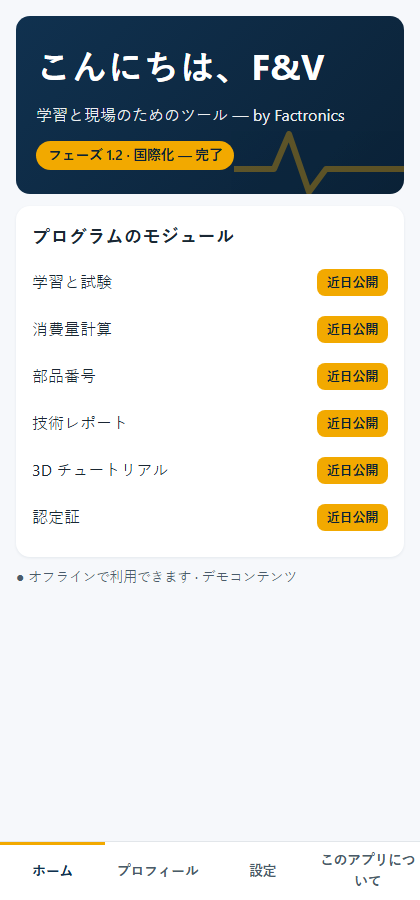 こんにちは、F&V
学習と現場のためのツール — by Factronics
フェーズ 1.2 · 国際化 — 完了
プログラムのモジュール
学習と試験
近日公開
消費量計算
近日公開
部品番号
近日公開
技術レポート
近日公開
3D チュートリアル
近日公開
認定証
近日公開
● オフラインで利用できます · デモコンテンツ
ホーム
プロフィール
設定
このアプリにつ
いて